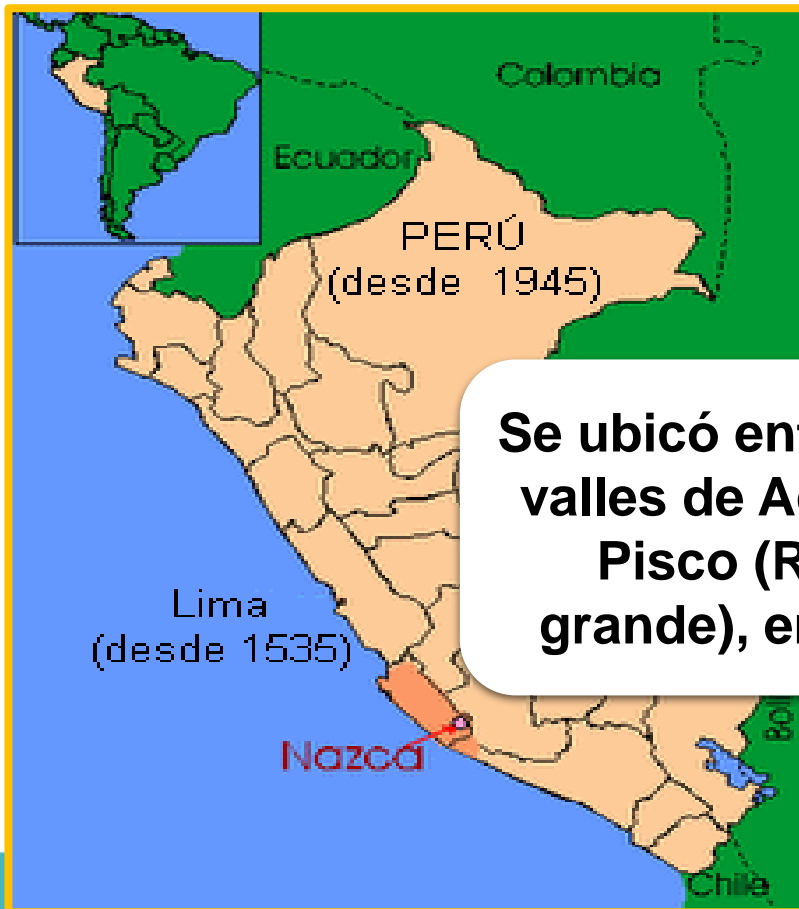 Colombia
Ecuador
PERÚ
(desde 1945)
Se ubicó
valles de
Pisco
grande),
Lima
(desde 1535)
Nazca
Chile